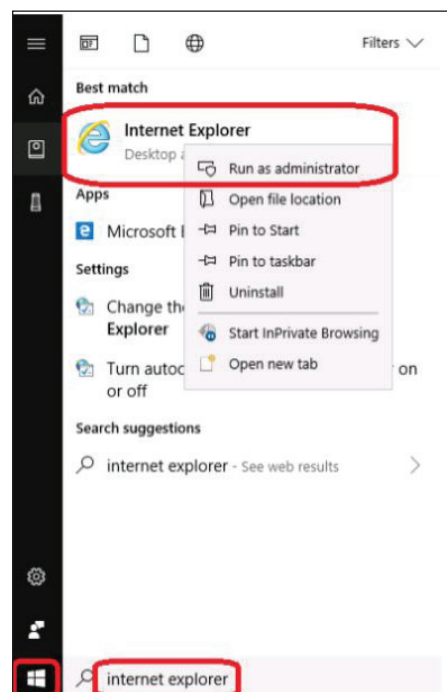 Filters
Best match
Internet Explorer
Desktop
Run as administrator
Open file location
Apps
Microsoft
Pin to Start
Pin to taskbar
Settings
Uninstall
Change the
Explorer
Start InPrivate Browsing
Open new tab
Turn autoc on
or off
Search suggestions
internet explorer - See web results
internet explorer